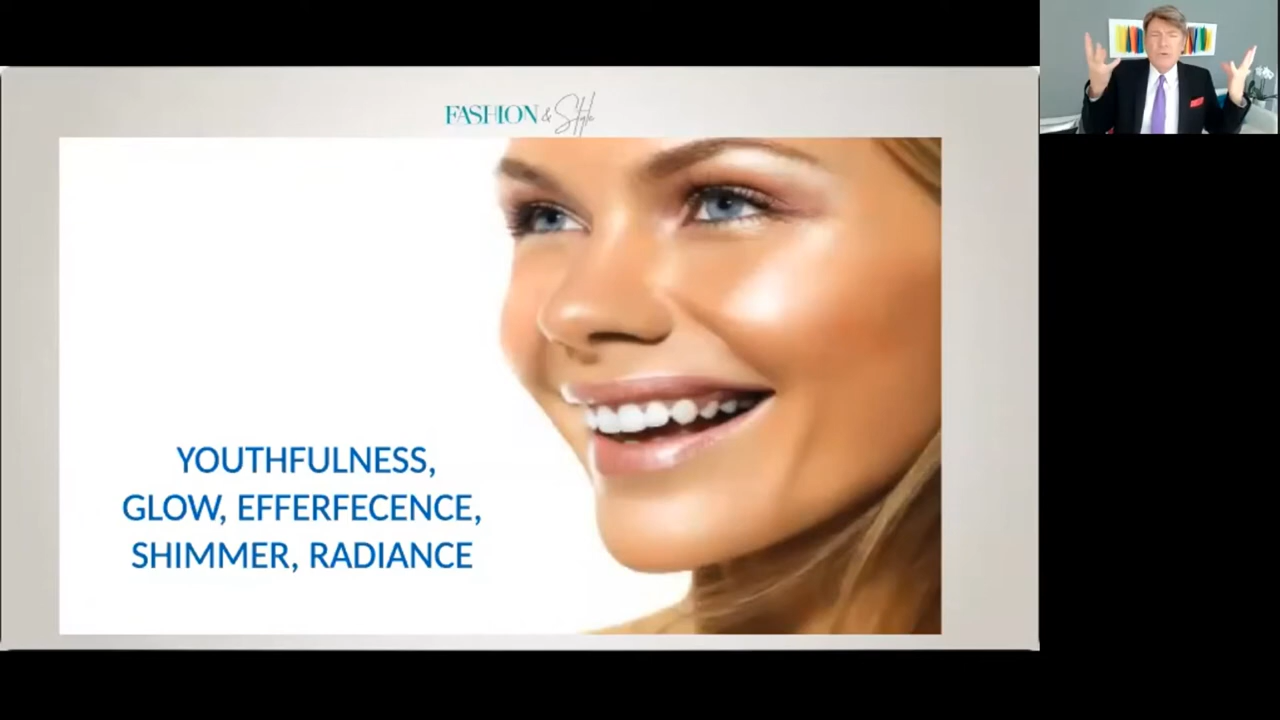 FASHION & Style
YOUTHFULNESS,
GLOW, EFFERFECENCE,
SHIMMER, RADIANCE